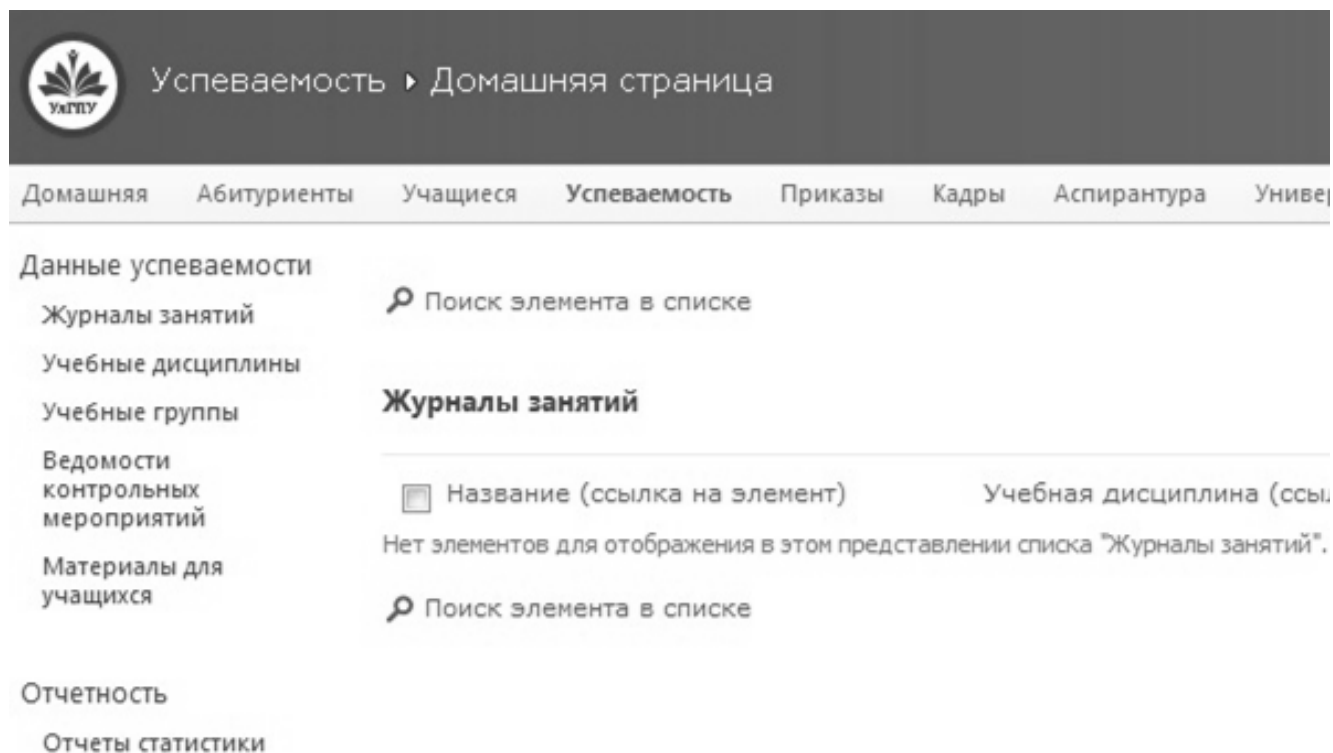 УлГПУ
Успеваемость ▸ Домашняя страница
Домашняя Абитуриенты Учащиеся Успеваемость Приказы Кадры Аспирантура Универ
Данные успеваемости
Журналы занятий
Учебные дисциплины
Учебные группы
Ведомости
контрольных
мероприятий
Материалы для
учащихся
Отчетность
Отчеты статистики
Поиск элемента в списке
Журналы занятий
Название (ссылка на элемент) Учебная дисциплина (ссыл
Нет элементов для отображения в этом представлении списка "Журналы занятий".
Поиск элемента в списке